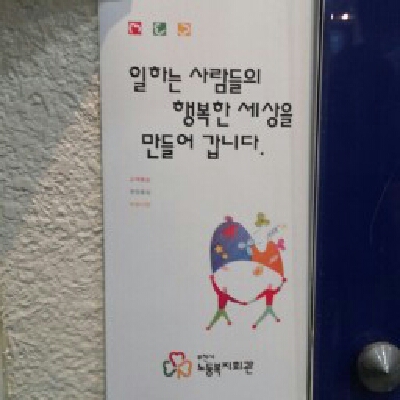 일하는 사람들의
행복한 세상을
만들어 갑니다.
노동복지회관